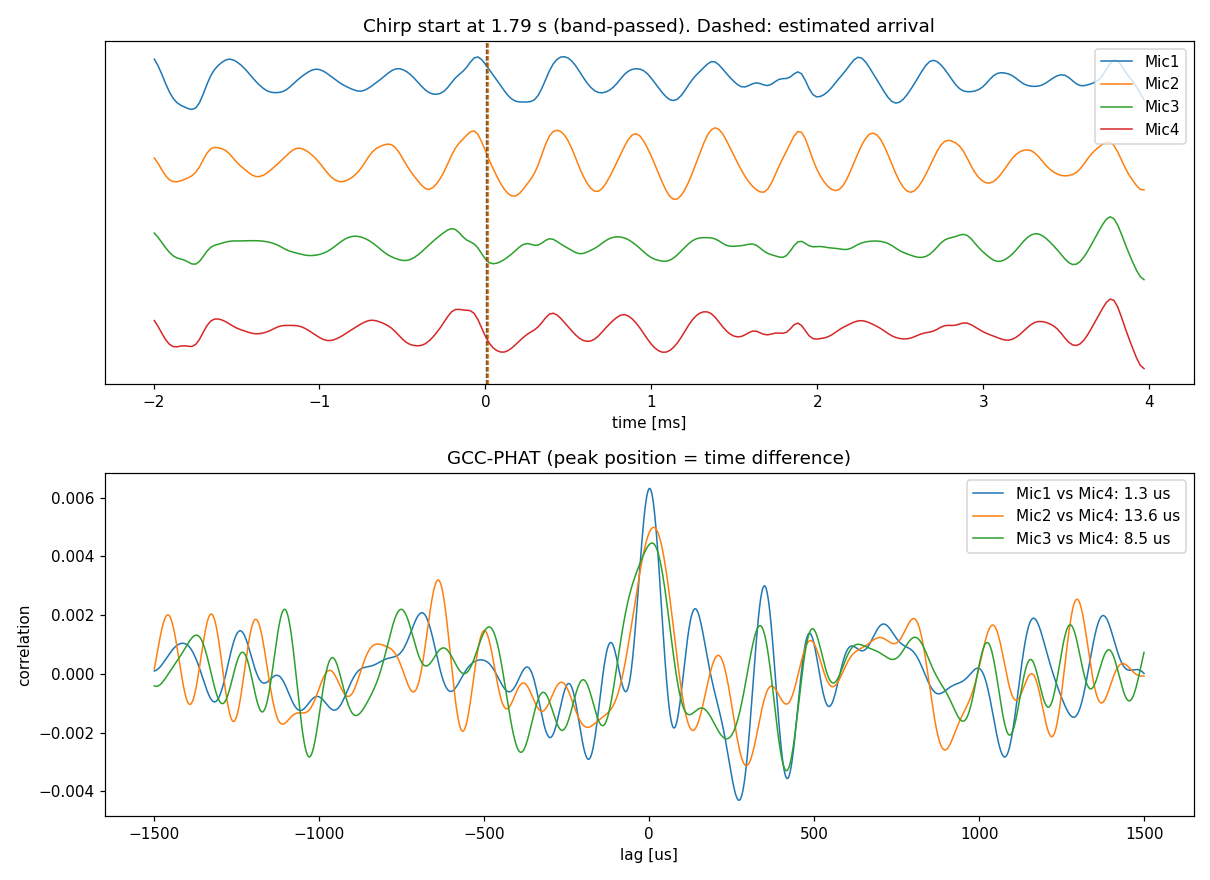 Chirp start at 1.79 s (band-passed). Dashed: estimated arrival
Mic1
Mic2
Mic3
Mic4
−2
−1
0
1
2
3
4
time [ms]
GCC-PHAT (peak position = time difference)
Mic1 vs Mic4: 1.3 us
Mic2 vs Mic4: 13.6 us
Mic3 vs Mic4: 8.5 us
0.006
0.004
0.002
0.000
−0.002
−0.004
correlation
−1500
−1000
−500
0
500
1000
1500
lag [us]